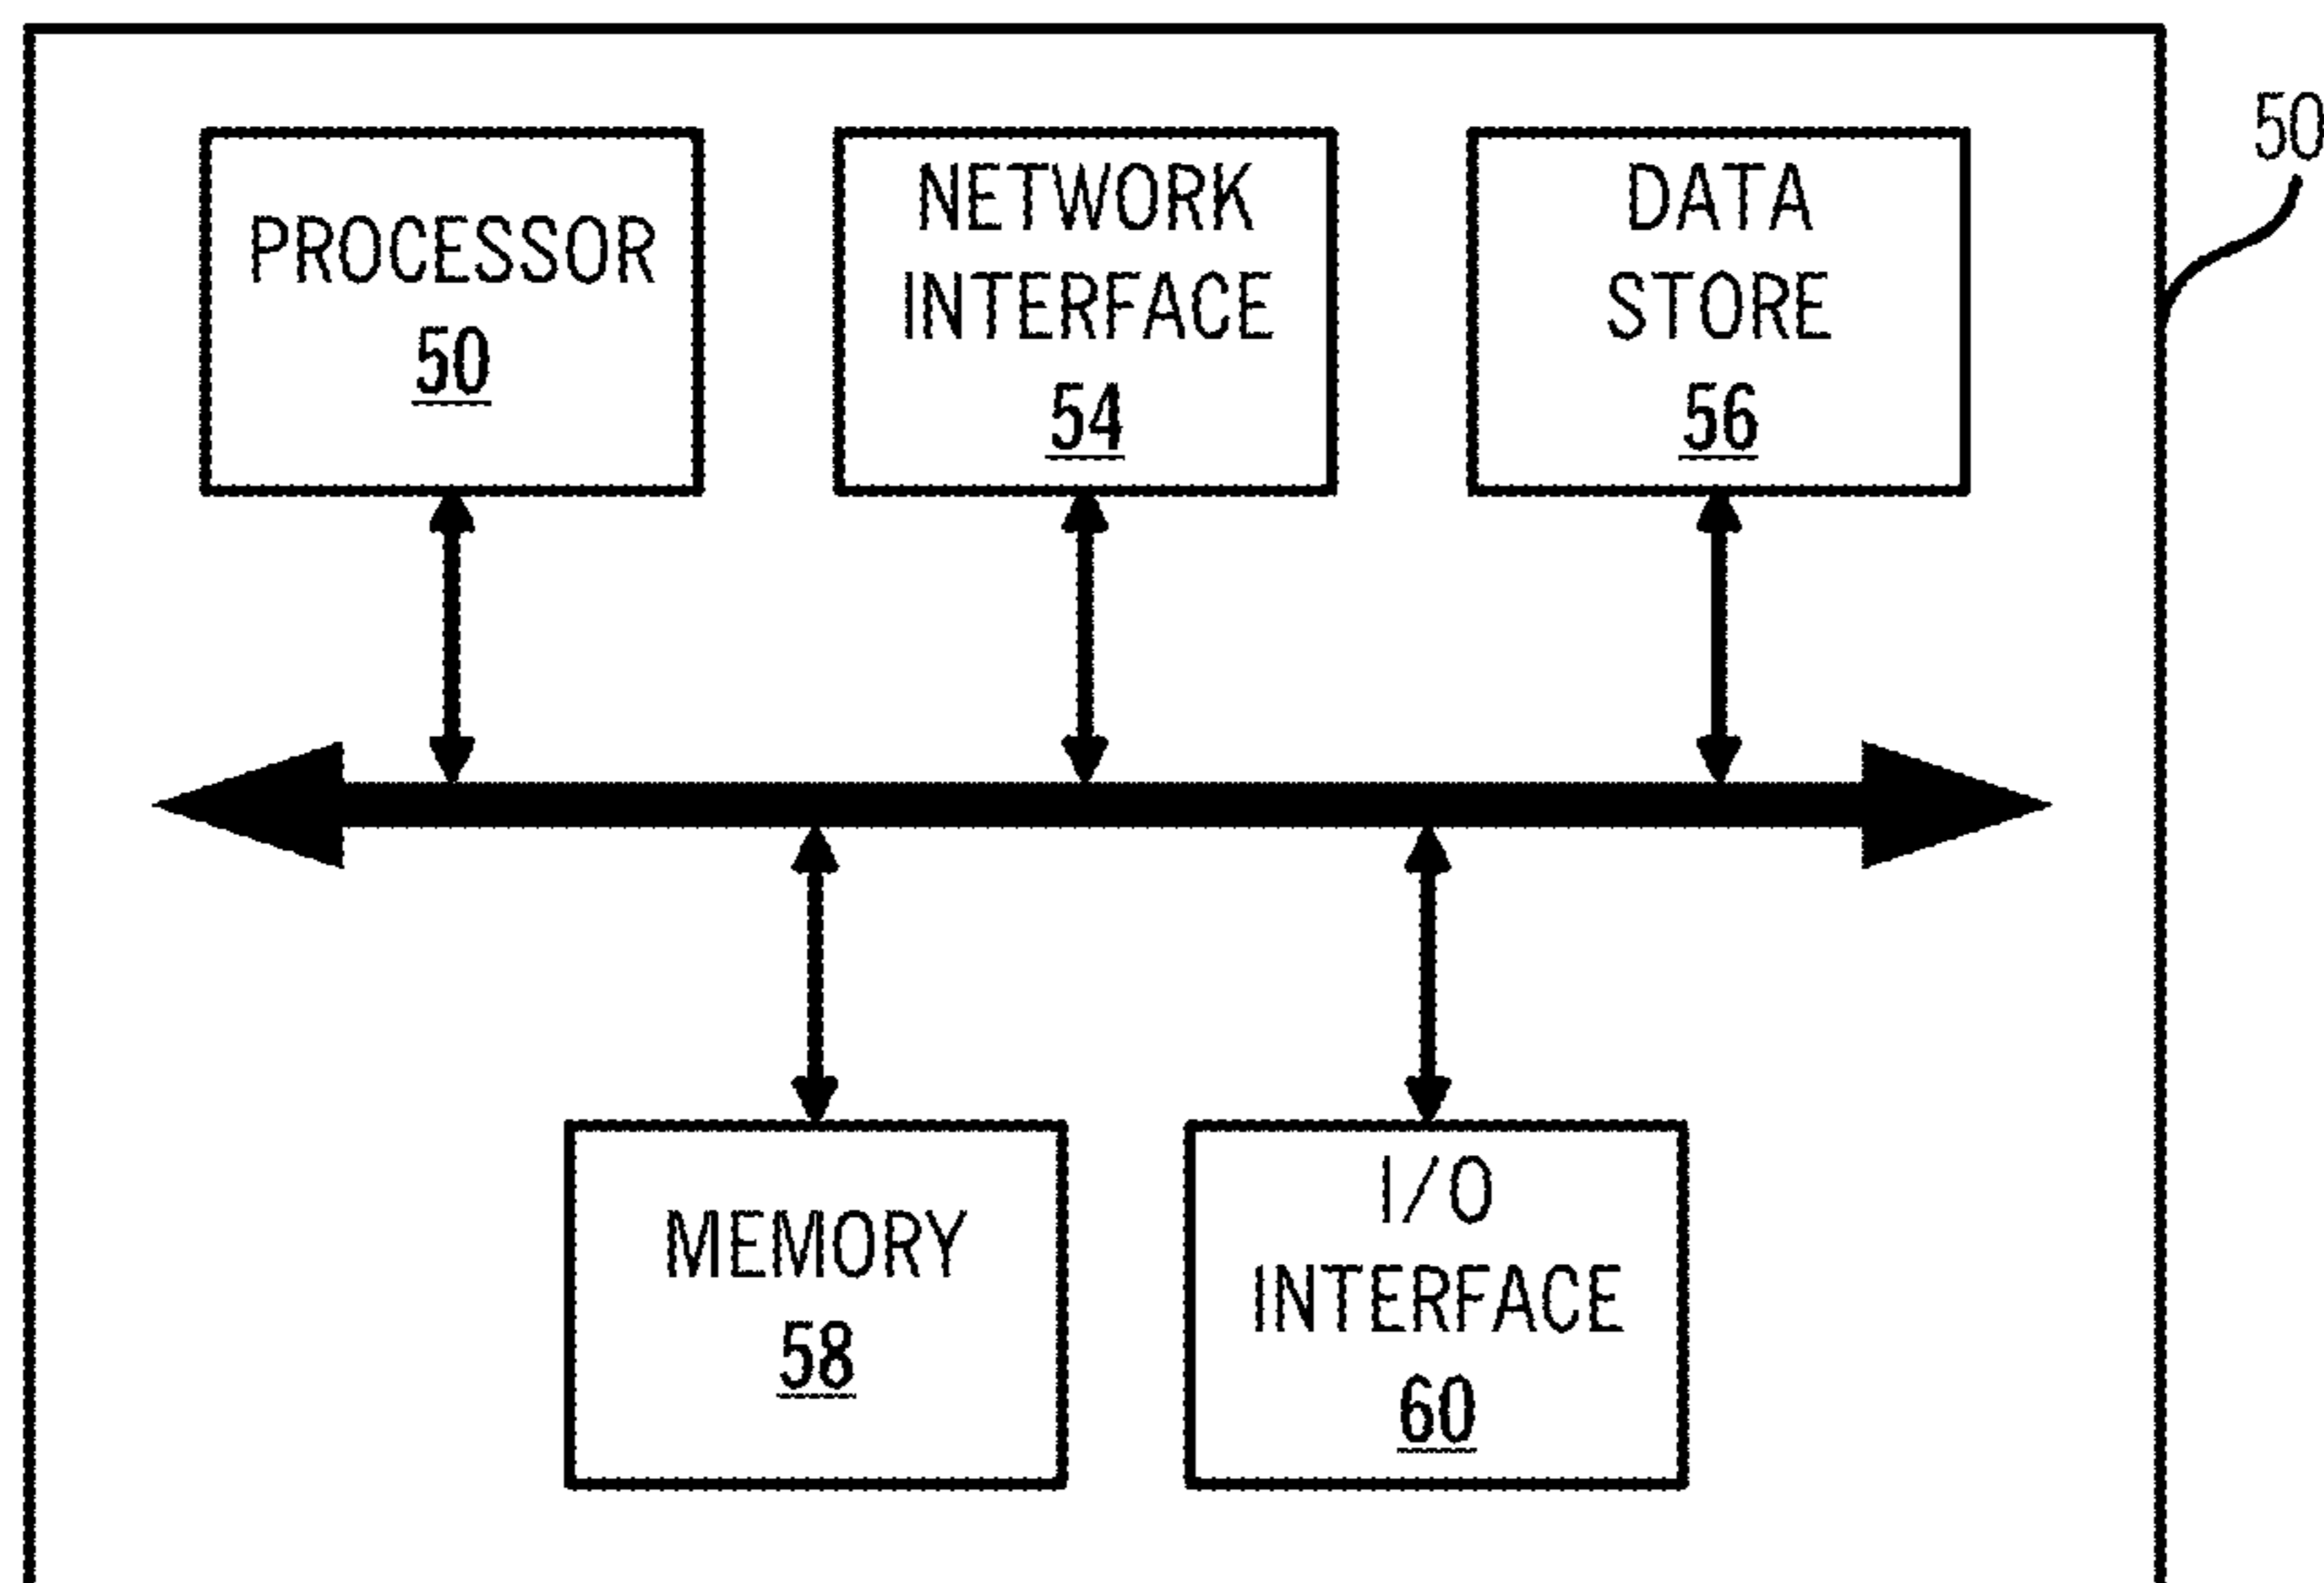 50
PROCESSOR
50
NETWORK
INTERFACE
54
DATA
STORE
56
MEMORY
58
I/O
INTERFACE
60